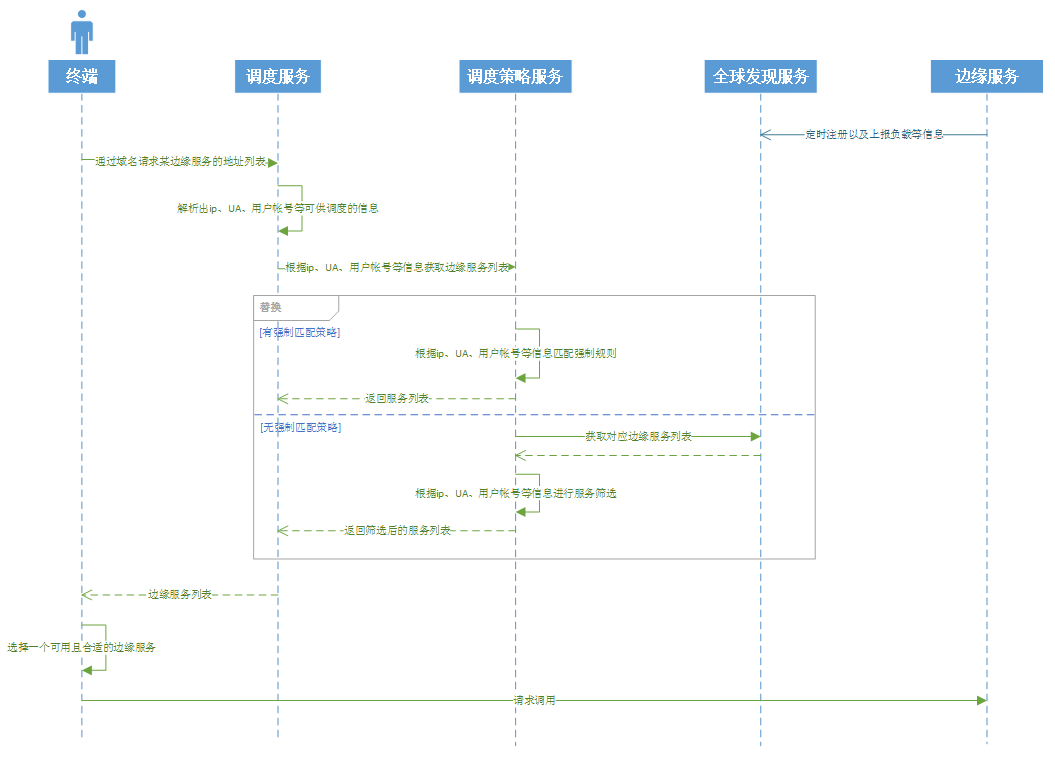 终端
调度服务
调度策略服务
全球发现服务
边缘服务
定时注册以及上报负载等信息
通过域名请求某边缘服务的地址列表
解析出ip、UA、用户帐号等可供调度的信息
根据ip、UA、用户帐号等信息获取边缘服务列表
替换
[有强制匹配策略]
根据ip、UA、用户帐号等信息匹配强制规则
返回服务列表
[无强制匹配策略]
获取对应边缘服务列表
根据ip、UA、用户帐号等信息进行服务筛选
返回筛选后的服务列表
边缘服务列表
选择一个可用且合适的边缘服务
请求调用